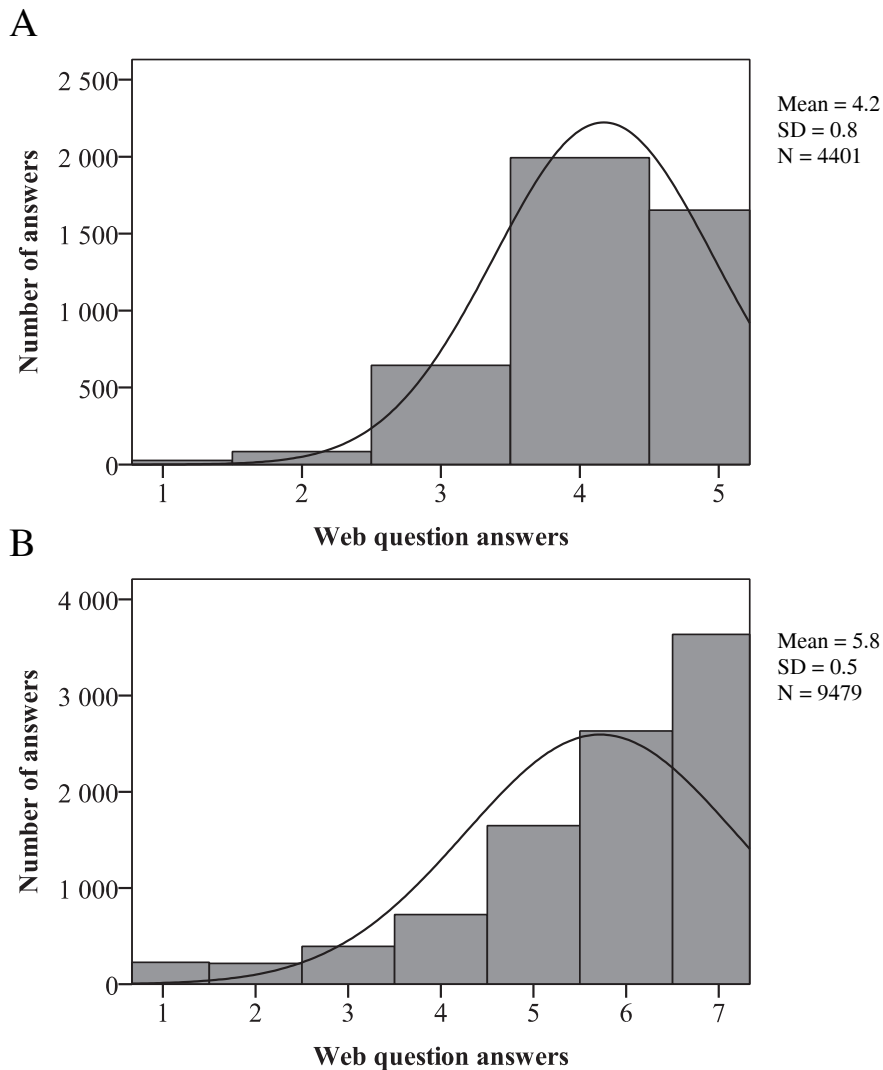 A
2 500
2 000
1 500
1 000
500
0
Number of answers
1 2 3 4 5
Web question answers
Mean = 4.2
SD = 0.8
N = 4401
B
4 000
3 000
2 000
1 000
0
Number of answers
1 2 3 4 5 6 7
Web question answers
Mean = 5.8
SD = 0.5
N = 9479